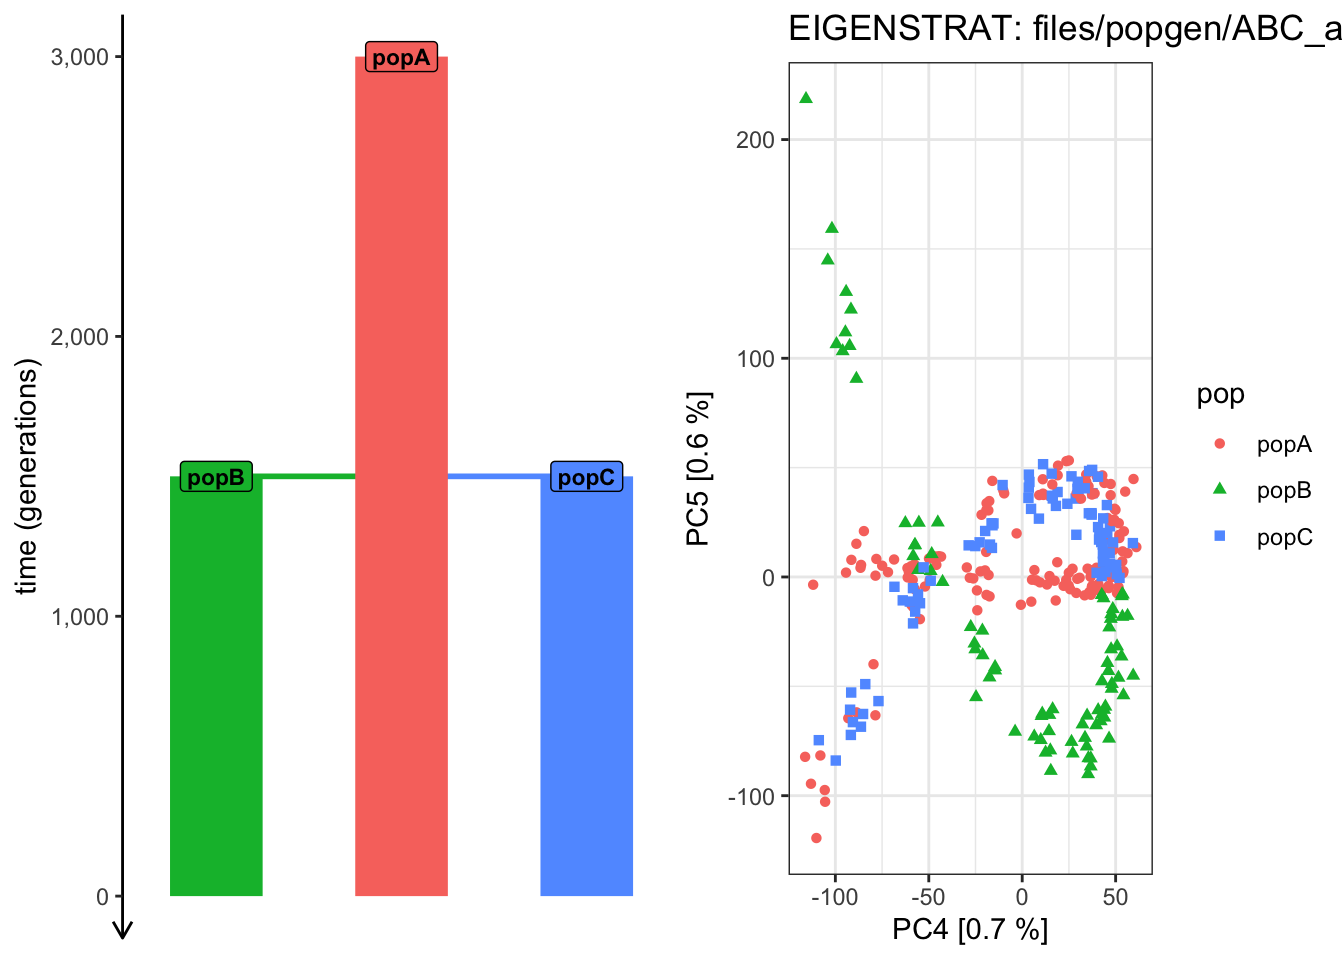 time (generations)
3,000
2,000
1,000
0
popA
popB
popC
EIGENSTRAT: files/popgen/ABC_a
PC5 [0.6 %]
200
100
0
-100
-100
-50
0
50
PC4 [0.7 %]
pop
popA
popB
popC